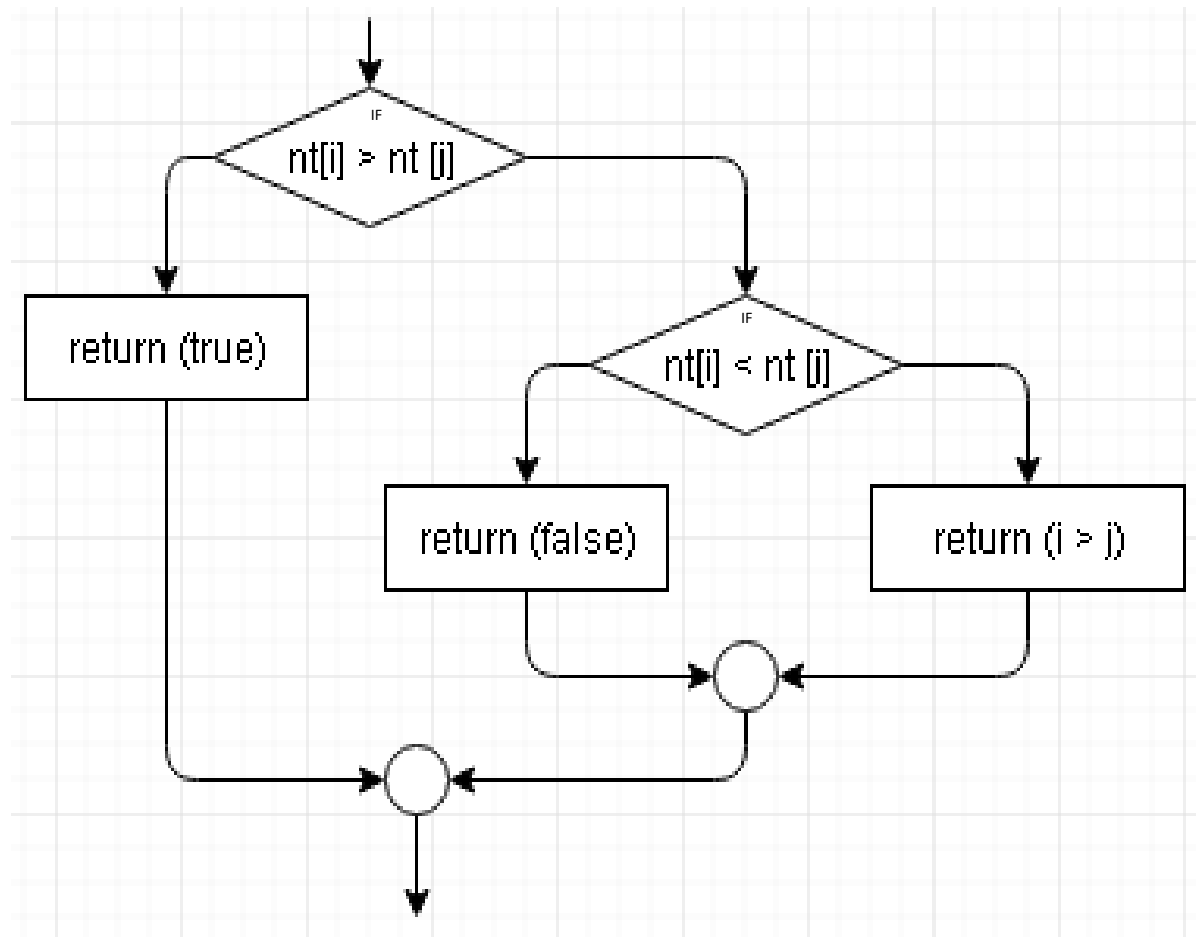 IF
nt[i] > nt [j]
return (true)
IF
nt[i] < nt [j]
return (false)
return (i > j)